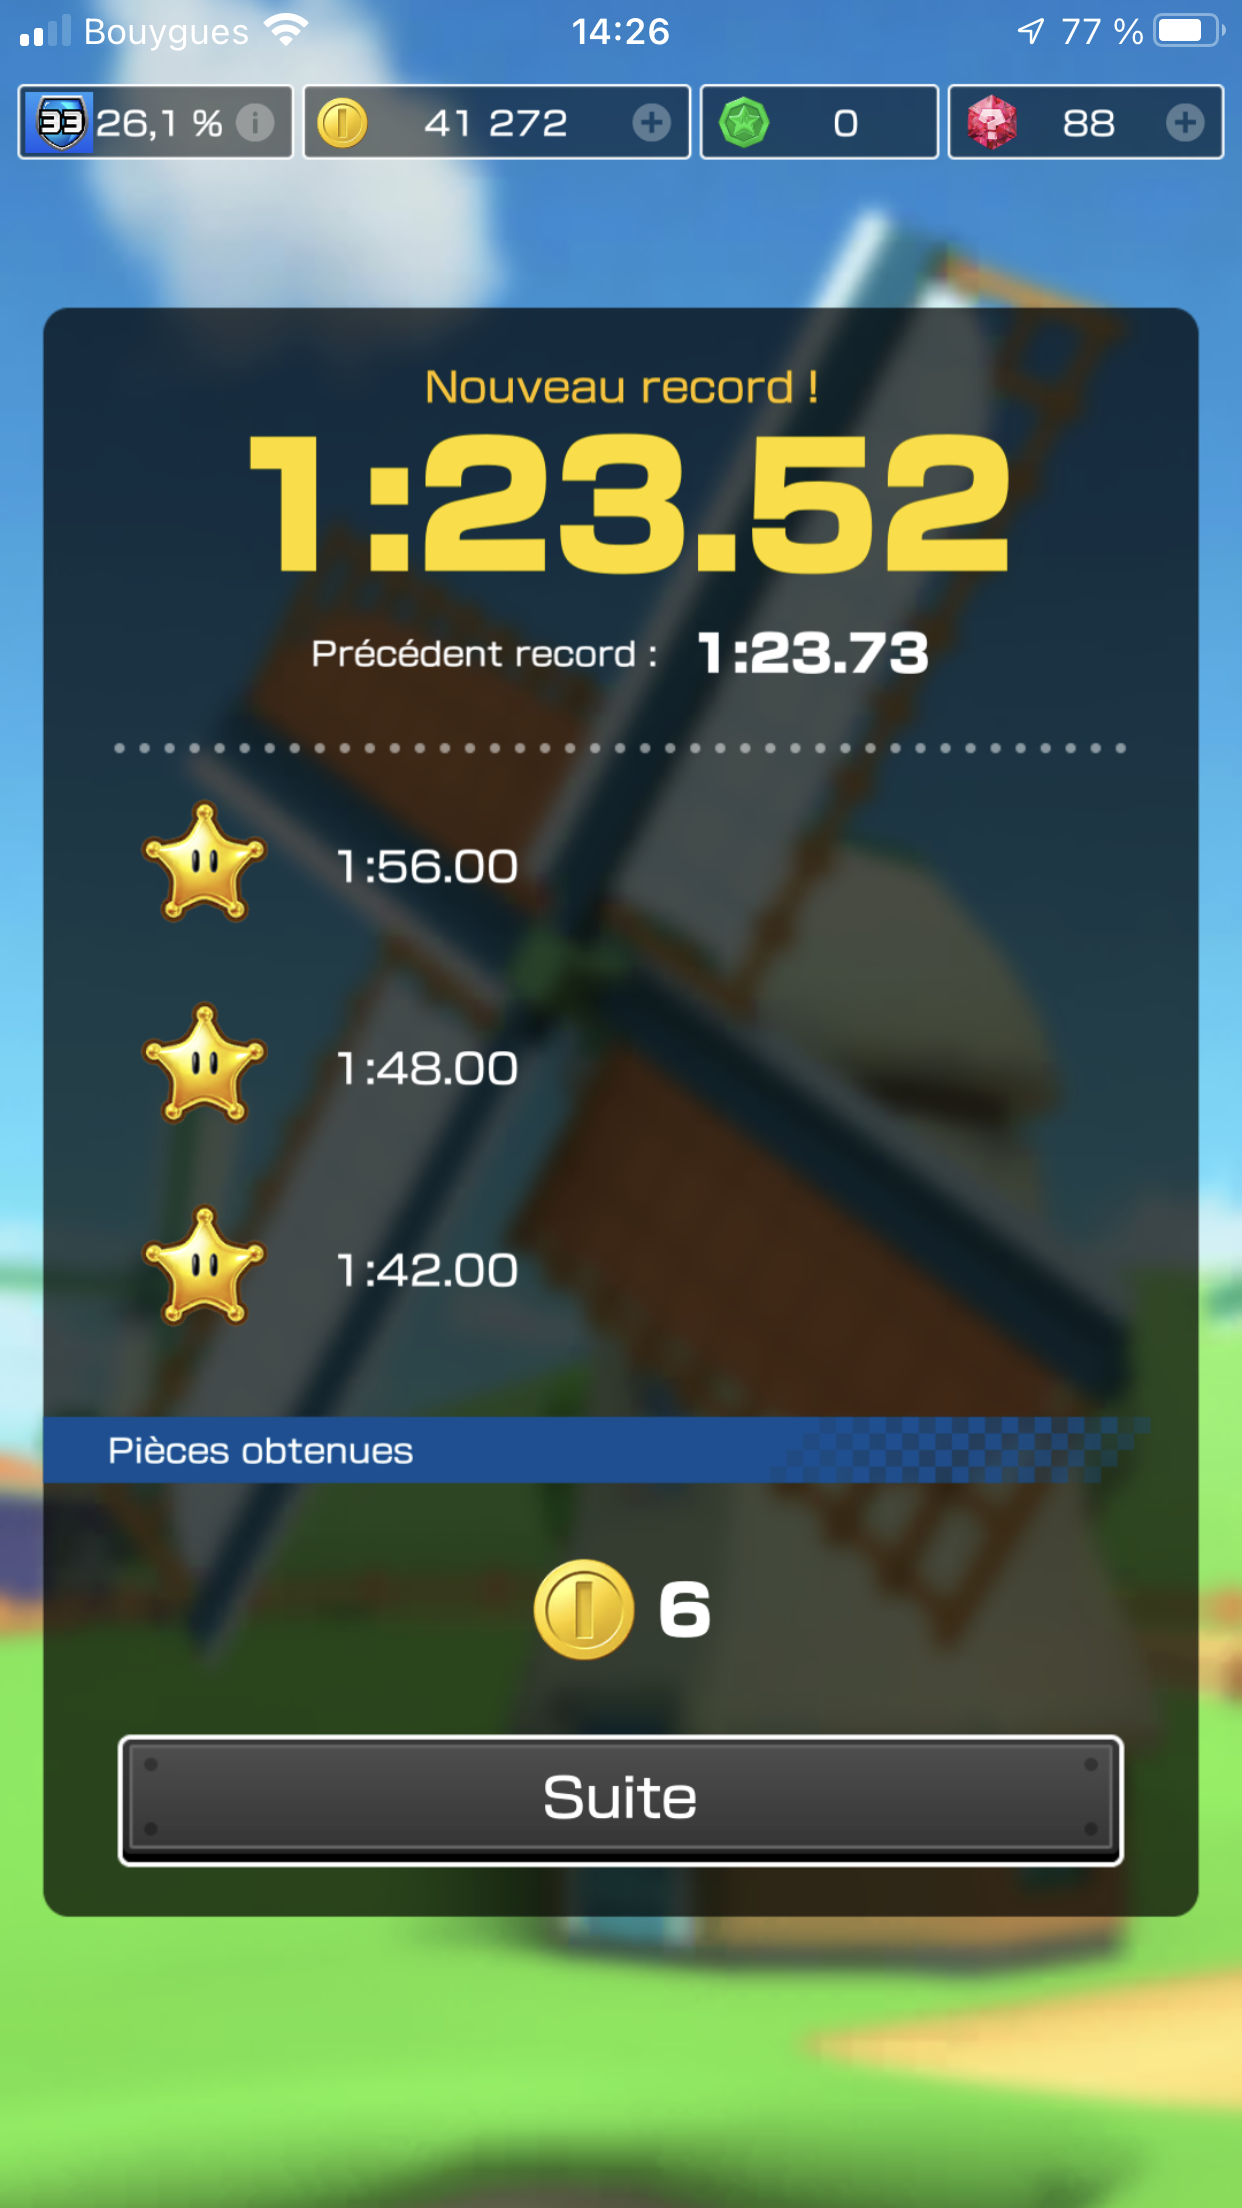 Bouygues 14:26 77 %
33 26,1 % i 41 272 + 0 ? 88 +
Nouveau record !
1:23.52
Précédent record : 1:23.73
1:56.00
1:48.00
1:42.00
Pièces obtenues
6
Suite